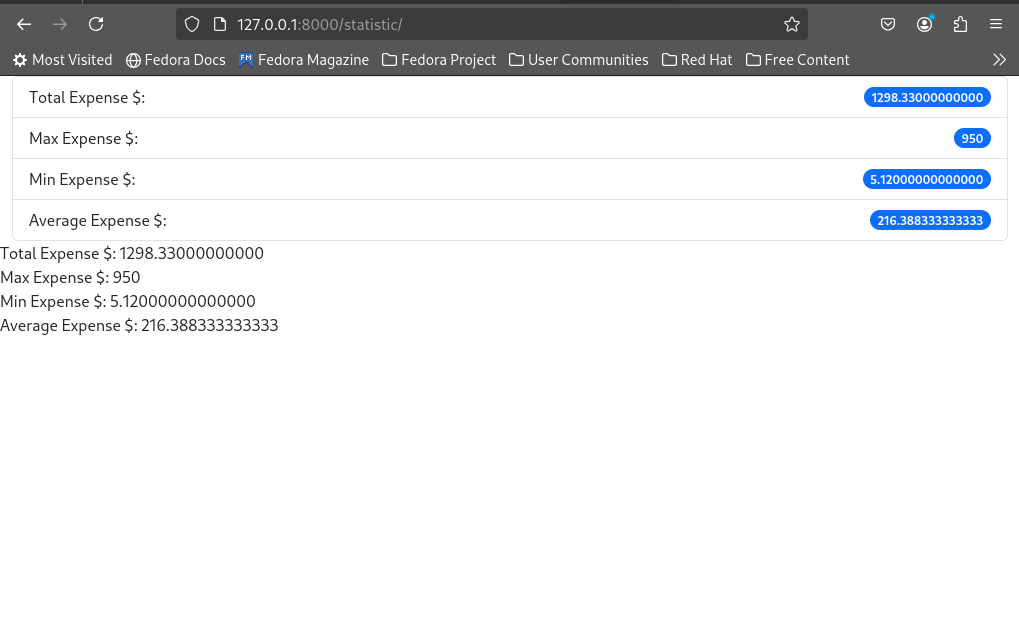 127.0.0.1:8000/statistic/
Most Visited Fedora Docs FM Fedora Magazine Fedora Project User Communities Red Hat Free Content
Total Expense $: 1298.33000000000
Max Expense $: 950
Min Expense $: 5.12000000000000
Average Expense $: 216.388333333333
Total Expense $: 1298.33000000000
Max Expense $: 950
Min Expense $: 5.12000000000000
Average Expense $: 216.388333333333